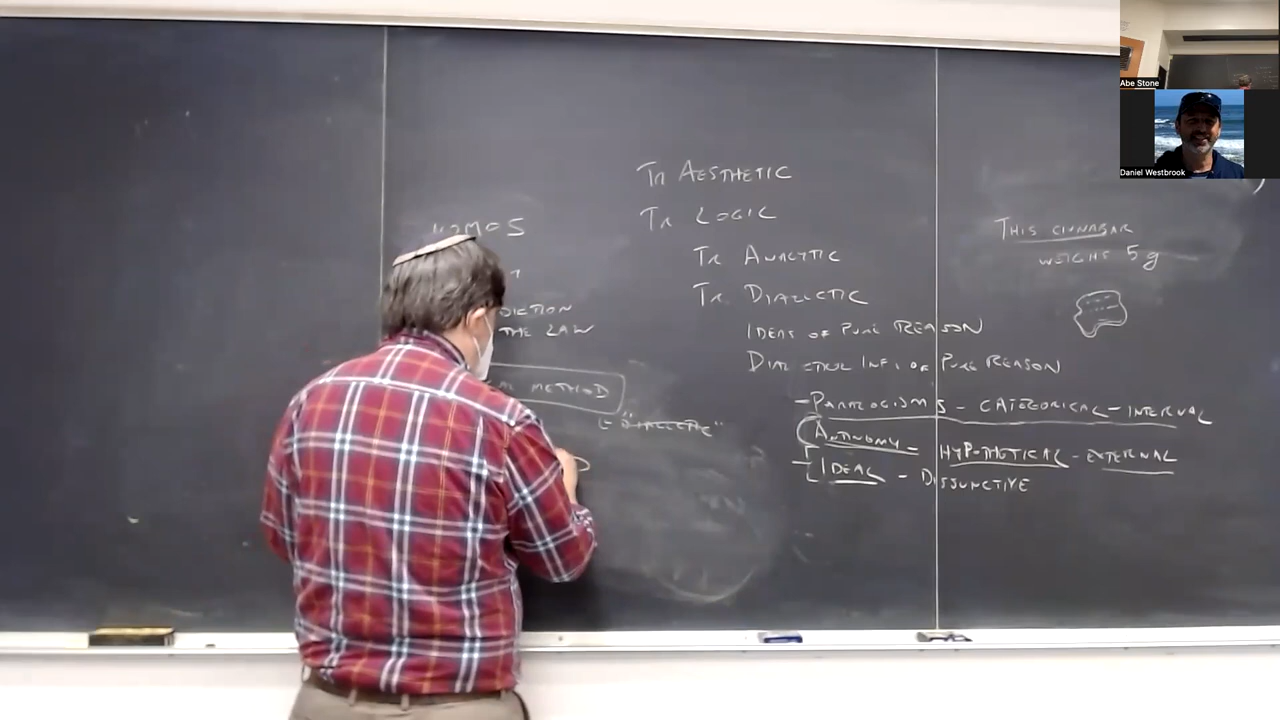 Abe Stone
Daniel Westbrook
NOMOS
DICTION
THE LAW
METHOD
"DIALECTIC"
Tr AESTHETIC
Tr LOGIC
Tr ANALYTIC
Tr DIALECTIC
IDEAS OF PURE REASON
INF. OF PURE REASON
- PARALOGISMS - CATEGORICAL - INTERNAL
ANTINOMY - HYPOTHETICAL - EXTERNAL
- IDEAL - DISJUNCTIVE
THIS CINNABAR
WEIGHS 5g